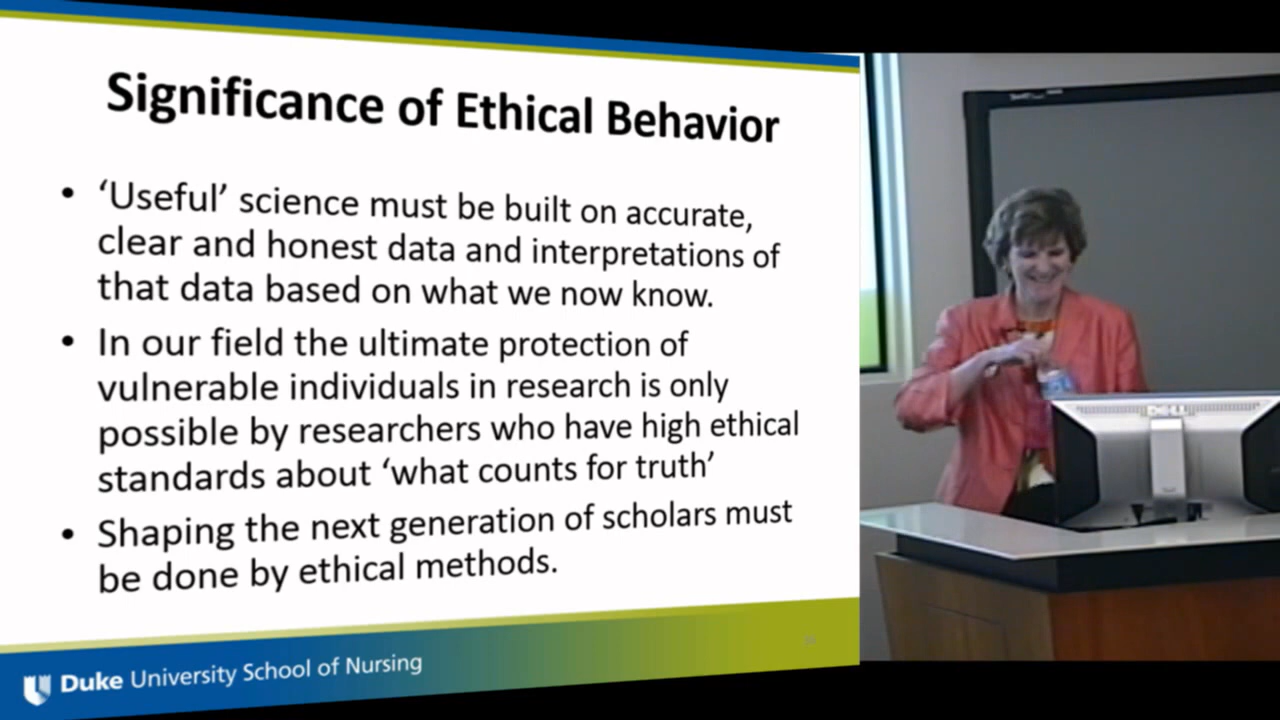 Significance of Ethical Behavior
• ‘Useful’ science must be built on accurate,
clear and honest data and interpretations of
that data based on what we now know.
• In our field the ultimate protection of
vulnerable individuals in research is only
possible by researchers who have high ethical
standards about ‘what counts for truth’
• Shaping the next generation of scholars must
be done by ethical methods.
Duke University School of Nursing
DELL